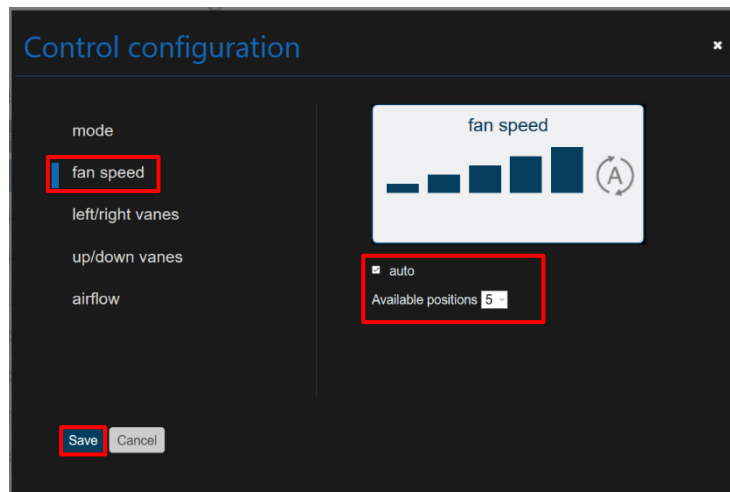 Control configuration
mode
fan speed
left/right vanes
up/down vanes
airflow
fan speed
A
auto
Available positions 5
Save Cancel